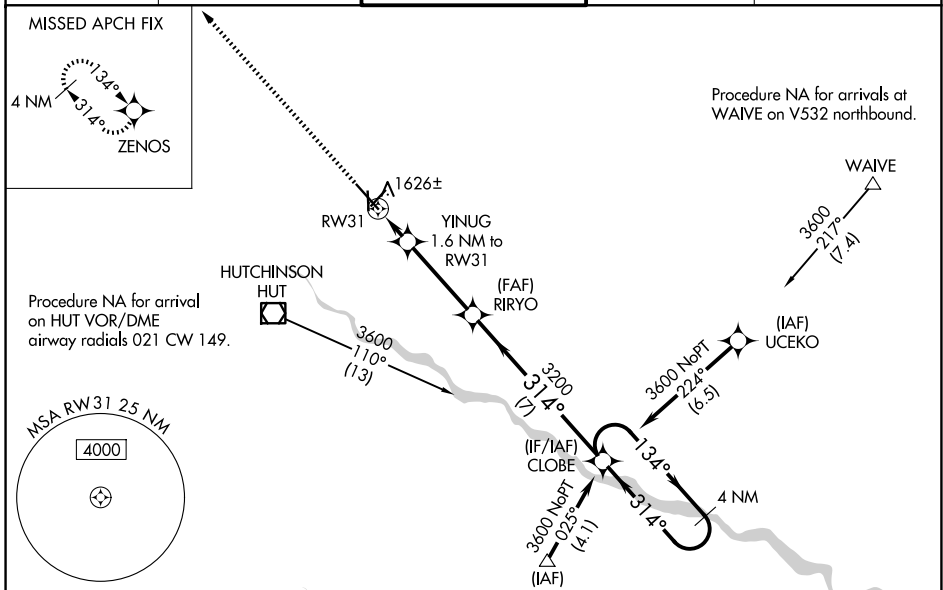 MISSED APCH FIX
134°
4 NM
314°
ZENOS
Procedure NA for arrivals at
WAIVE on V532 northbound.
WAIVE
3600
217°
(7.4)
1626±
RW31
YINUG
1.6 NM to
RW31
HUTCHINSON
HUT
(FAF)
RIRYO
Procedure NA for arrival
on HUT VOR/DME
airway radials 021 CW 149.
3600
110°
(13)
(IAF)
UCEKO
3600 NoPT
224°
(6.5)
3200
314°
(7)
MSA RW31 25 NM
4000
(IF/IAF)
CLOBE
134°
4 NM
314°
3600 NoPT
025°
(4.1)
(IAF)